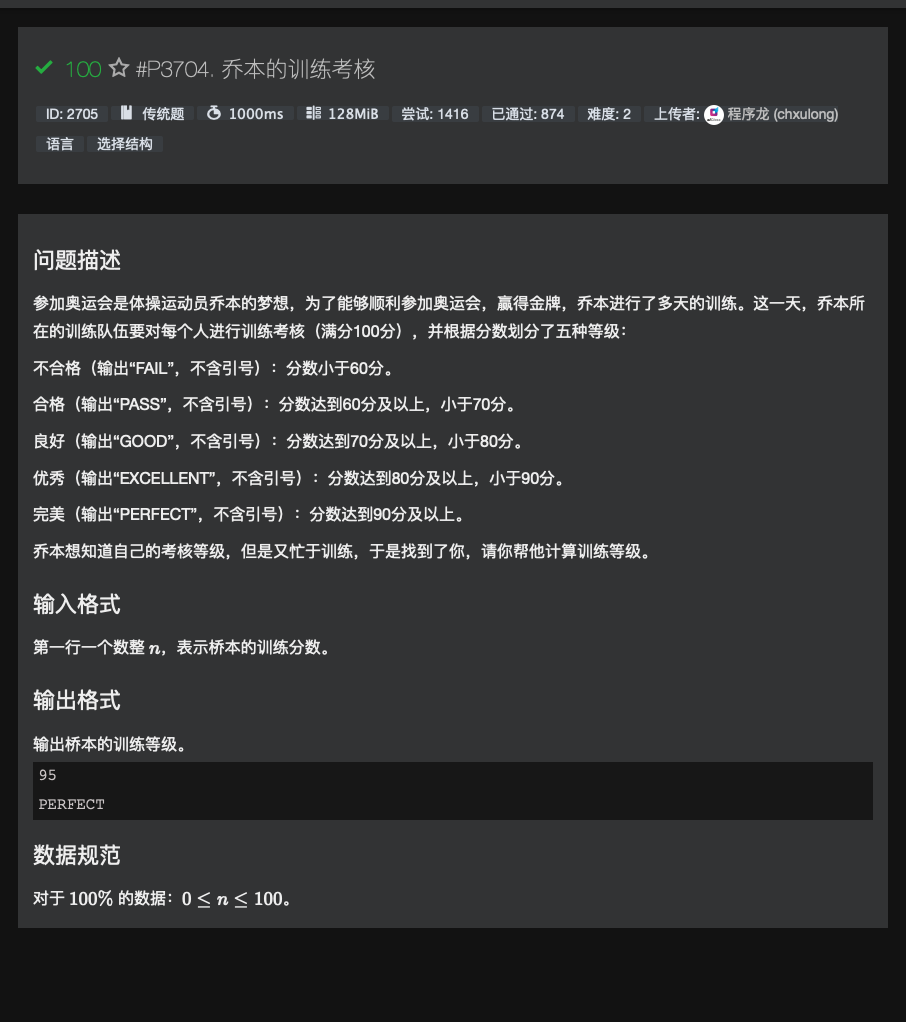 100 #P3704. 乔本的训练考核
ID: 2705 传统题 1000ms 128MiB 尝试: 1416 已通过: 874 难度: 2 上传者: 程序龙 (chxulong)
语言 选择结构
问题描述
参加奥运会是体操运动员乔本的梦想，为了能够顺利参加奥运会，赢得金牌，乔本进行了多天的训练。这一天，乔本所
在的训练队伍要对每个人进行训练考核（满分100分），并根据分数划分了五种等级：
不合格（输出“FAIL”，不含引号）：分数小于60分。
合格（输出“PASS”，不含引号）：分数达到60分及以上，小于70分。
良好（输出“GOOD”，不含引号）：分数达到70分及以上，小于80分。
优秀（输出“EXCELLENT”，不含引号）：分数达到80分及以上，小于90分。
完美（输出“PERFECT”，不含引号）：分数达到90分及以上。
乔本想知道自己的考核等级，但是又忙于训练，于是找到了你，请你帮他计算训练等级。
输入格式
第一行一个数整 n，表示桥本的训练分数。
输出格式
输出桥本的训练等级。
95
PERFECT
数据规范
对于 100% 的数据：0 ≤ n ≤ 100。